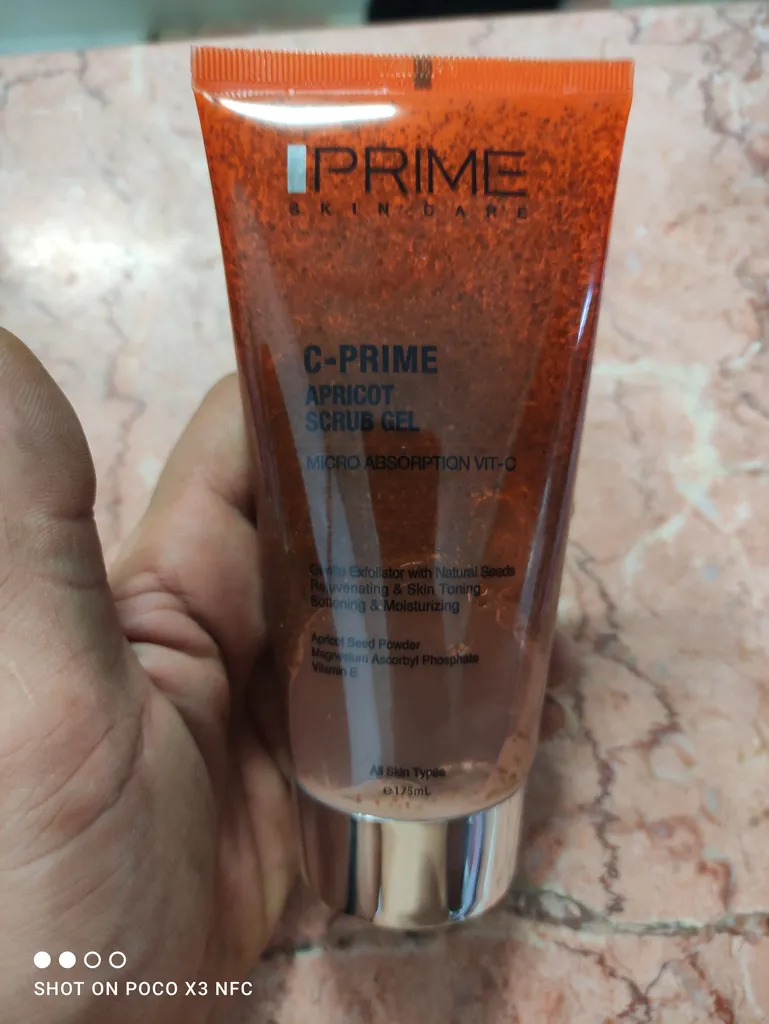 PRIME
SKIN CARE
C-PRIME
APRICOT
SCRUB GEL
MICRO ABSORPTION VIT-C
Gentle Exfoliator with Natural Seeds
Rejuvenating & Skin Toning
Softening & Moisturizing
Apricot Seed Powder
Magnesium Ascorbyl Phosphate
Vitamin E
All Skin Types
℮175mL
SHOT ON POCO X3 NFC